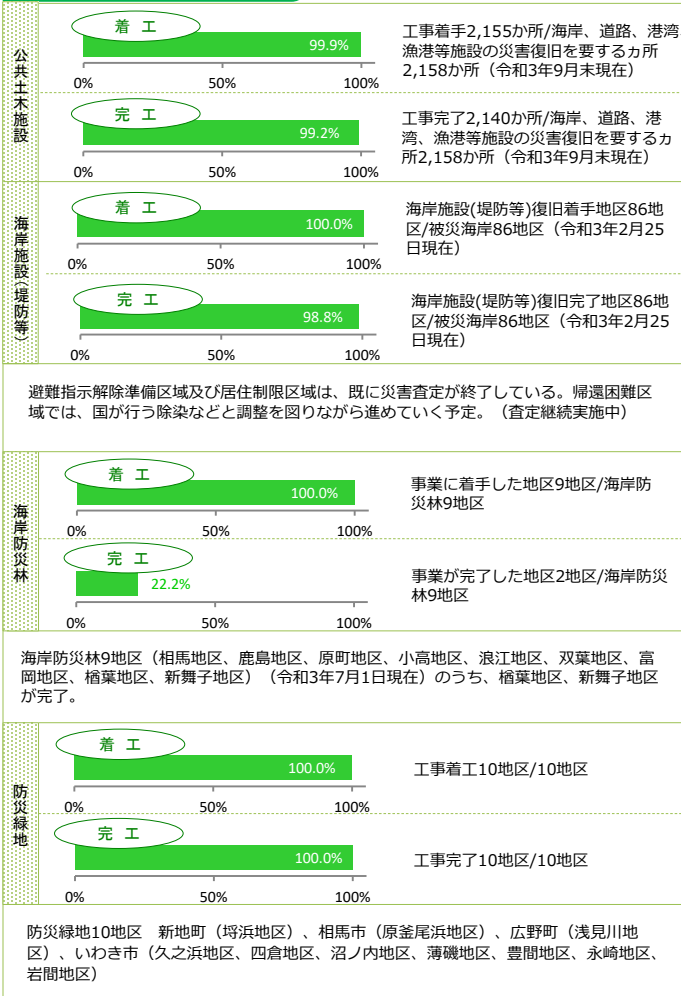 公共土木施設
着 工
99.9%
0% 50% 100%
工事着手2,155か所/海岸、道路、港湾、
漁港等施設の災害復旧を要するヵ所
2,158か所（令和3年9月末現在）
完 工
99.2%
0% 50% 100%
工事完了2,140か所/海岸、道路、港
湾、漁港等施設の災害復旧を要するヵ
所2,158か所（令和3年9月末現在）
海岸施設(堤防等)
着 工
100.0%
0% 50% 100%
海岸施設(堤防等)復旧着手地区86地
区/被災海岸86地区（令和3年2月25
日現在）
完 工
98.8%
0% 50% 100%
海岸施設(堤防等)復旧完了地区86地
区/被災海岸86地区（令和3年2月25
日現在）
避難指示解除準備区域及び居住制限区域は、既に災害査定が終了している。帰還困難区
域では、国が行う除染などと調整を図りながら進めていく予定。（査定継続実施中）
海岸防災林
着 工
100.0%
0% 50% 100%
事業に着手した地区9地区/海岸防
災林9地区
完 工
22.2%
0% 50% 100%
事業が完了した地区2地区/海岸防災
林9地区
海岸防災林9地区（相馬地区、鹿島地区、原町地区、小高地区、浪江地区、双葉地区、富
岡地区、楢葉地区、新舞子地区）（令和3年7月1日現在）のうち、楢葉地区、新舞子地区
が完了。
防災緑地
着 工
100.0%
0% 50% 100%
工事着工10地区/10地区
完 工
100.0%
0% 50% 100%
工事完了10地区/10地区
防災緑地10地区　新地町（埒浜地区）、相馬市（原釜尾浜地区）、広野町（浅見川地
区）、いわき市（久之浜地区、四倉地区、沼ノ内地区、薄磯地区、豊間地区、永崎地区、
岩間地区）